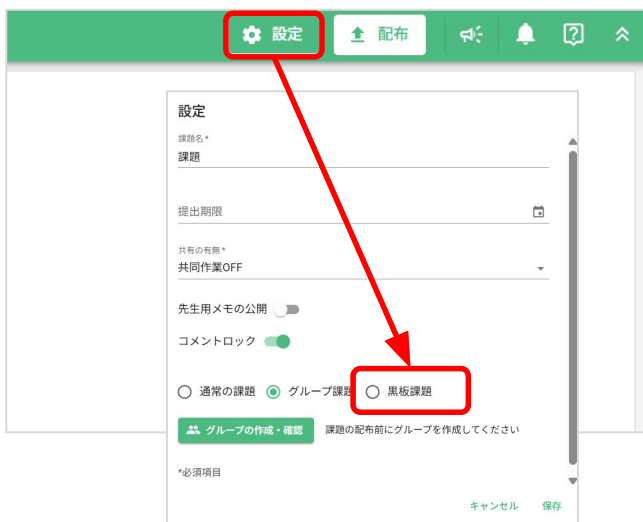 設定 配布
設定
課題名*
課題
提出期限
共有の有無*
共同作業OFF
先生用メモの公開
コメントロック
通常の課題 グループ課題 黒板課題
グループの作成・確認 課題の配布前にグループを作成してください
*必須項目
キャンセル 保存